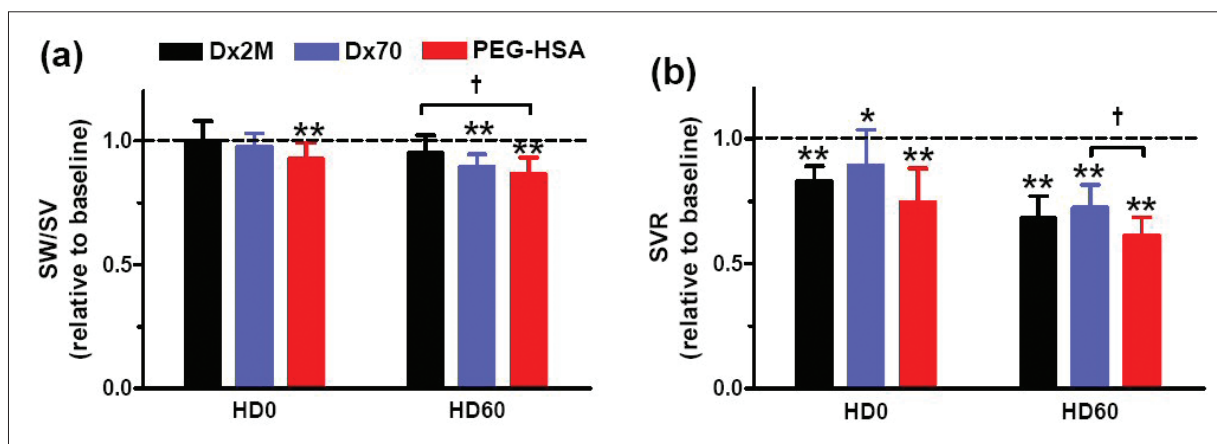 (a)
Dx2M Dx70 PEG-HSA
†
1.0
**
**
**
SW/SV
(relative to baseline)
0.5
0.0
HD0 HD60
(b)
†
*
1.0
**
**
**
**
**
SVR
(relative to baseline)
0.5
0.0
HD0 HD60